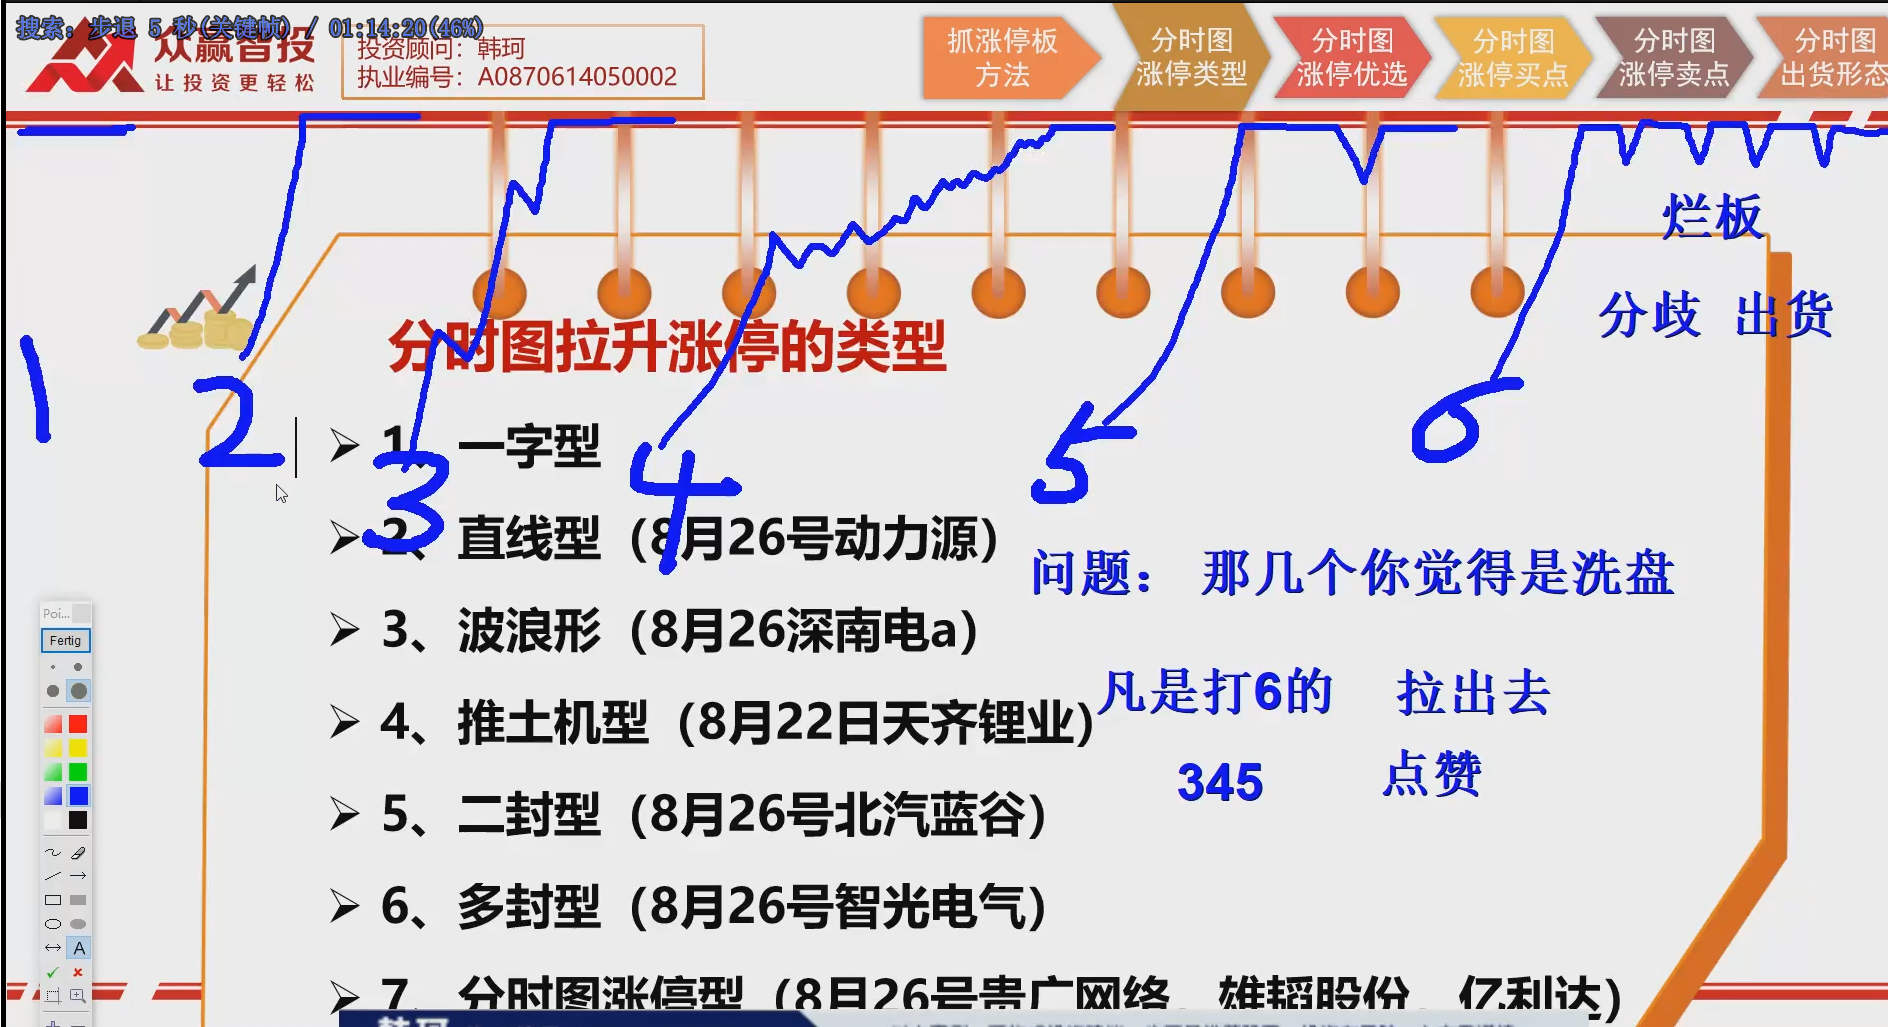 搜索: 步退 5 秒(关键帧) / 01:14:20(46%)
众赢智投
让投资更轻松
投资顾问：韩珂
执业编号：A0870614050002
抓涨停板
方法
分时图
涨停类型
分时图
涨停优选
分时图
涨停买点
分时图
涨停卖点
分时图
出货形态
烂板
分歧 出货
分时图拉升涨停的类型
1
2
3
4
5
6
➢ 1、一字型
➢ 2、直线型（8月26号动力源）
问题： 那几个你觉得是洗盘
➢ 3、波浪形（8月26深南电a）
凡是打6的 拉出去
➢ 4、推土机型（8月22日天齐锂业）
345 点赞
➢ 5、二封型（8月26号北汽蓝谷）
➢ 6、多封型（8月26号智光电气）
➢ 7、分时图涨停型（8月26号贵广网络，雄韬股份，亿利达）
Poi...
Fertig
A
韩珂